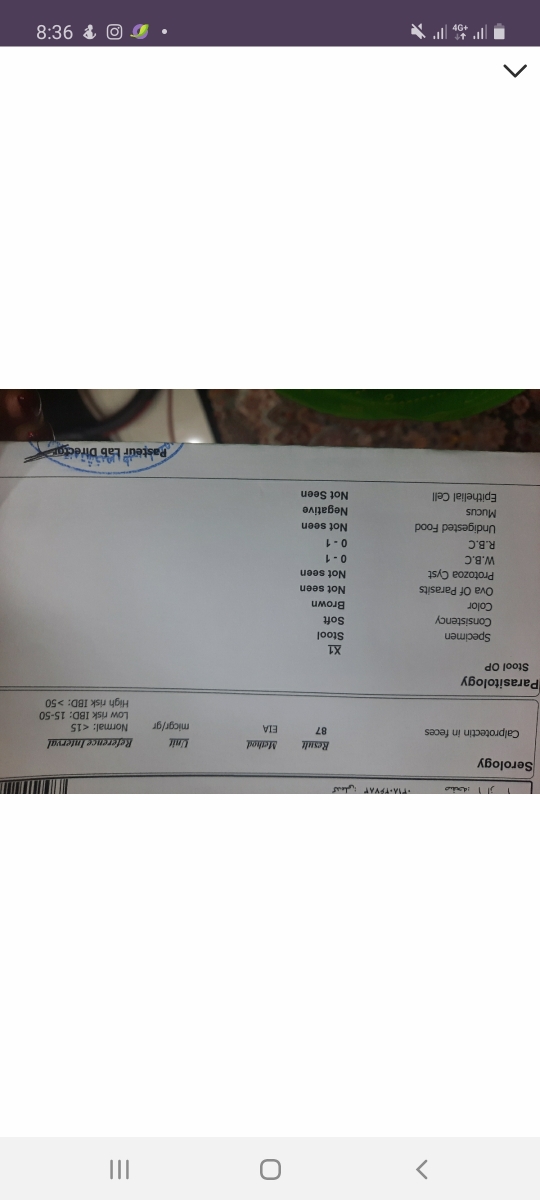 8:36
4G+
Serology
Result Method Unit Reference Interval
Calprotectin in feces 87 EIA micgr/gr Normal: <15
Low risk IBD: 15-50
High risk IBD: >50
Parasitology
Stool OP
X1
Specimen Stool
Consistency Soft
Color Brown
Ova Of Parasits Not seen
Protozoa Cyst Not seen
W.B.C 0 - 1
R.B.C 0 - 1
Undigested Food Not seen
Mucus Negative
Epithelial Cell Not Seen
Pasteur Lab Director